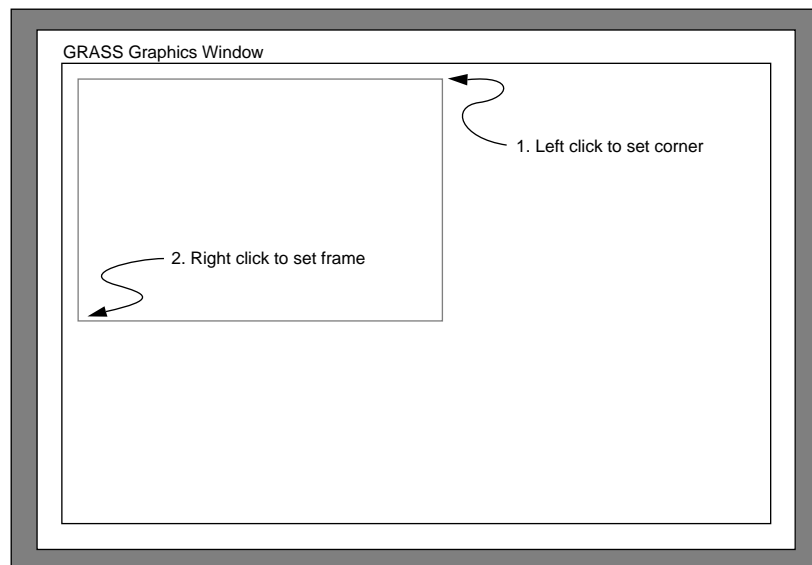 GRASS Graphics Window
1. Left click to set corner
2. Right click to set frame